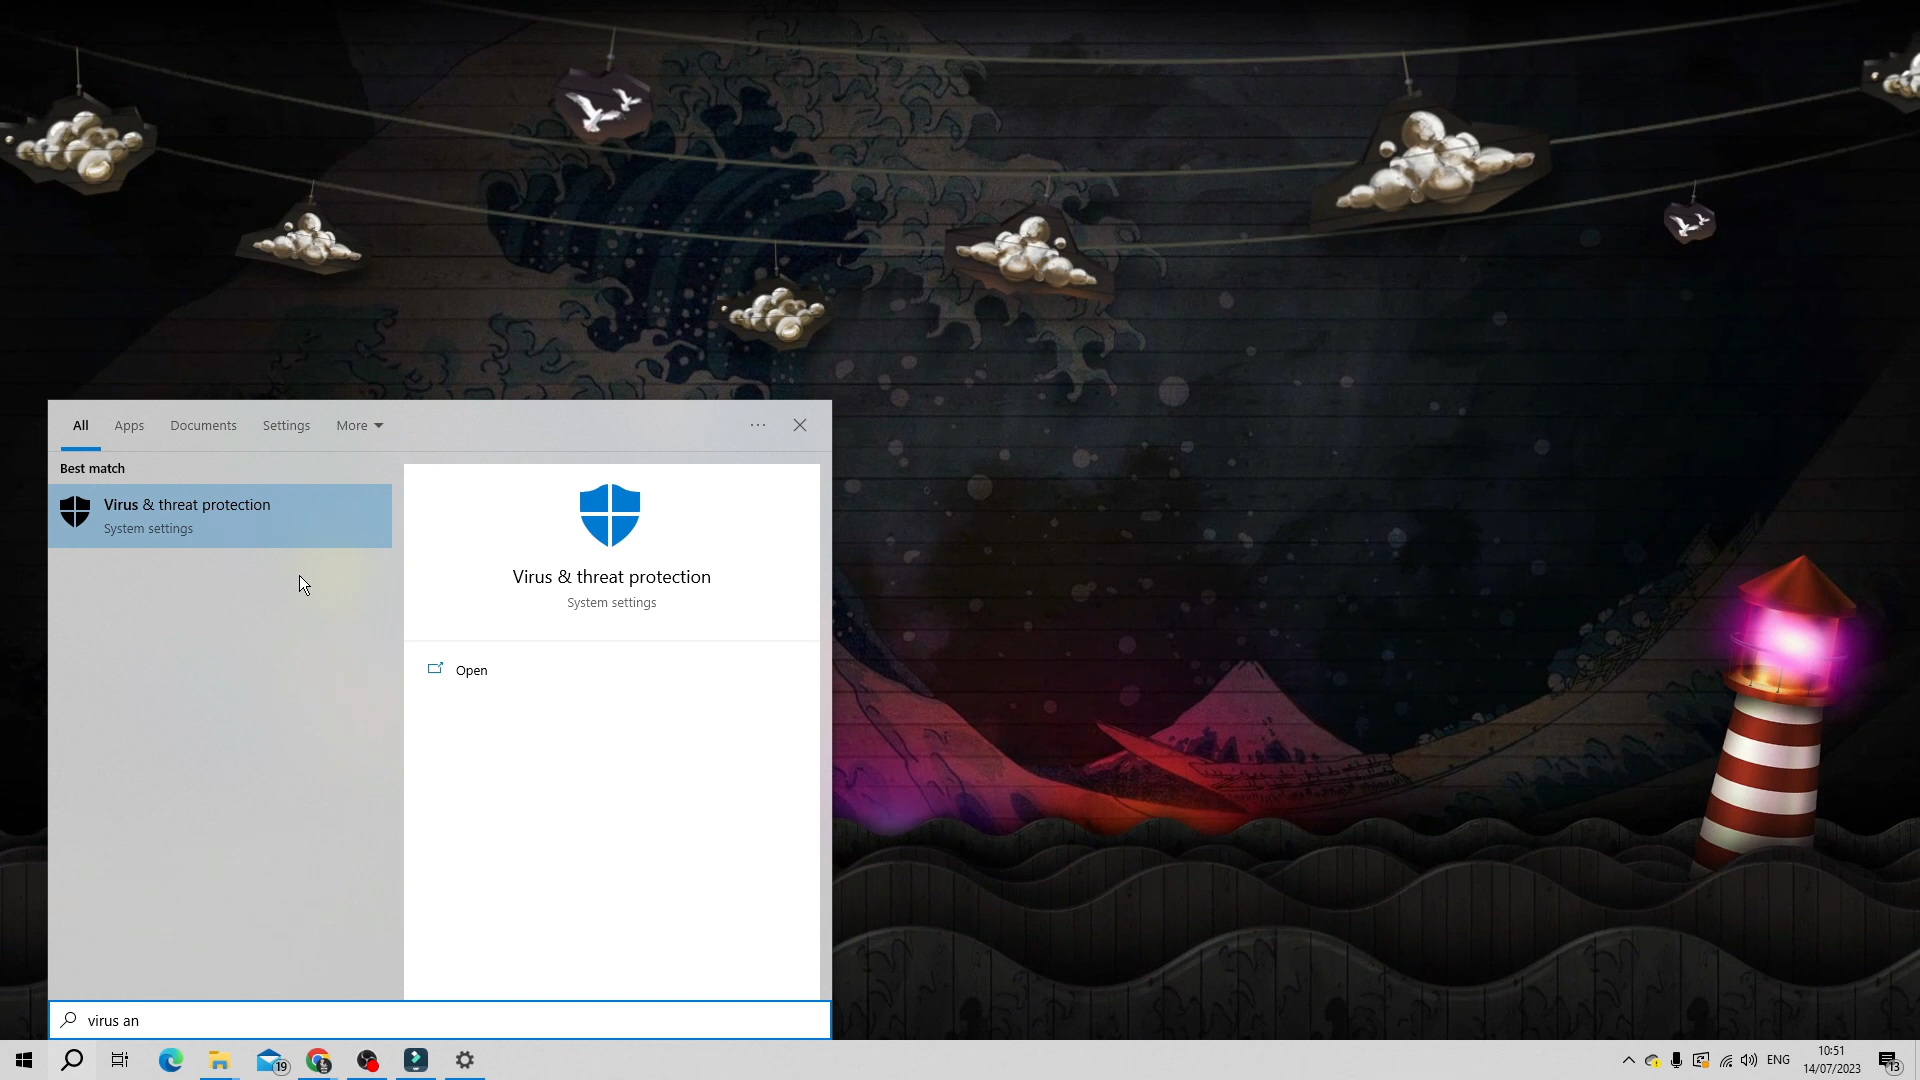 All Apps Documents Settings More
Best match
Virus & threat protection
System settings
Virus & threat protection
System settings
Open
virus an
19
ENG
10:51
14/07/2023
13